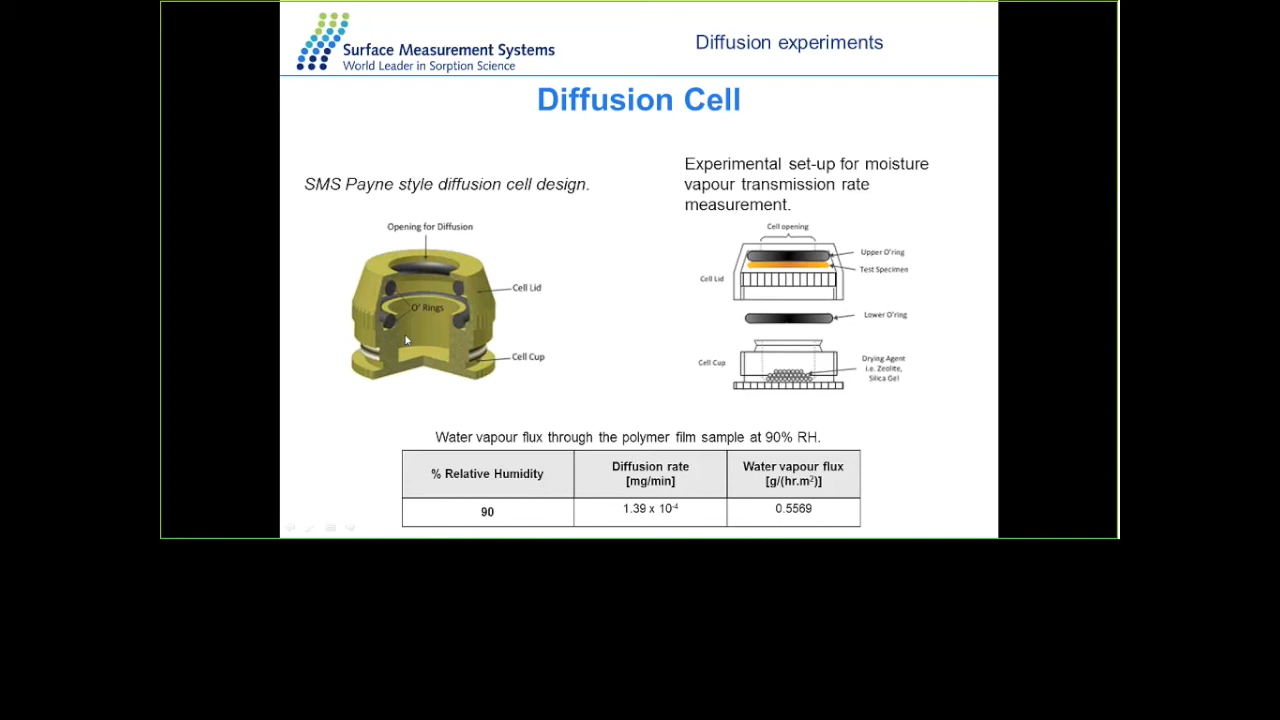 Surface Measurement Systems
World Leader in Sorption Science
Diffusion experiments
Diffusion Cell
SMS Payne style diffusion cell design.
Experimental set-up for moisture
vapour transmission rate
measurement.
Opening for Diffusion
Cell Lid
O' Rings
Cell Cup
Cell opening
Upper O'ring
Test Specimen
Cell Lid
Lower O'ring
Cell Cup
Drying Agent
i.e. Zeolite,
Silica Gel
Water vapour flux through the polymer film sample at 90% RH.
% Relative Humidity
Diffusion rate
[mg/min]
Water vapour flux
[g/(hr.m²)]
90
1.39 x 10⁻⁴
0.5569